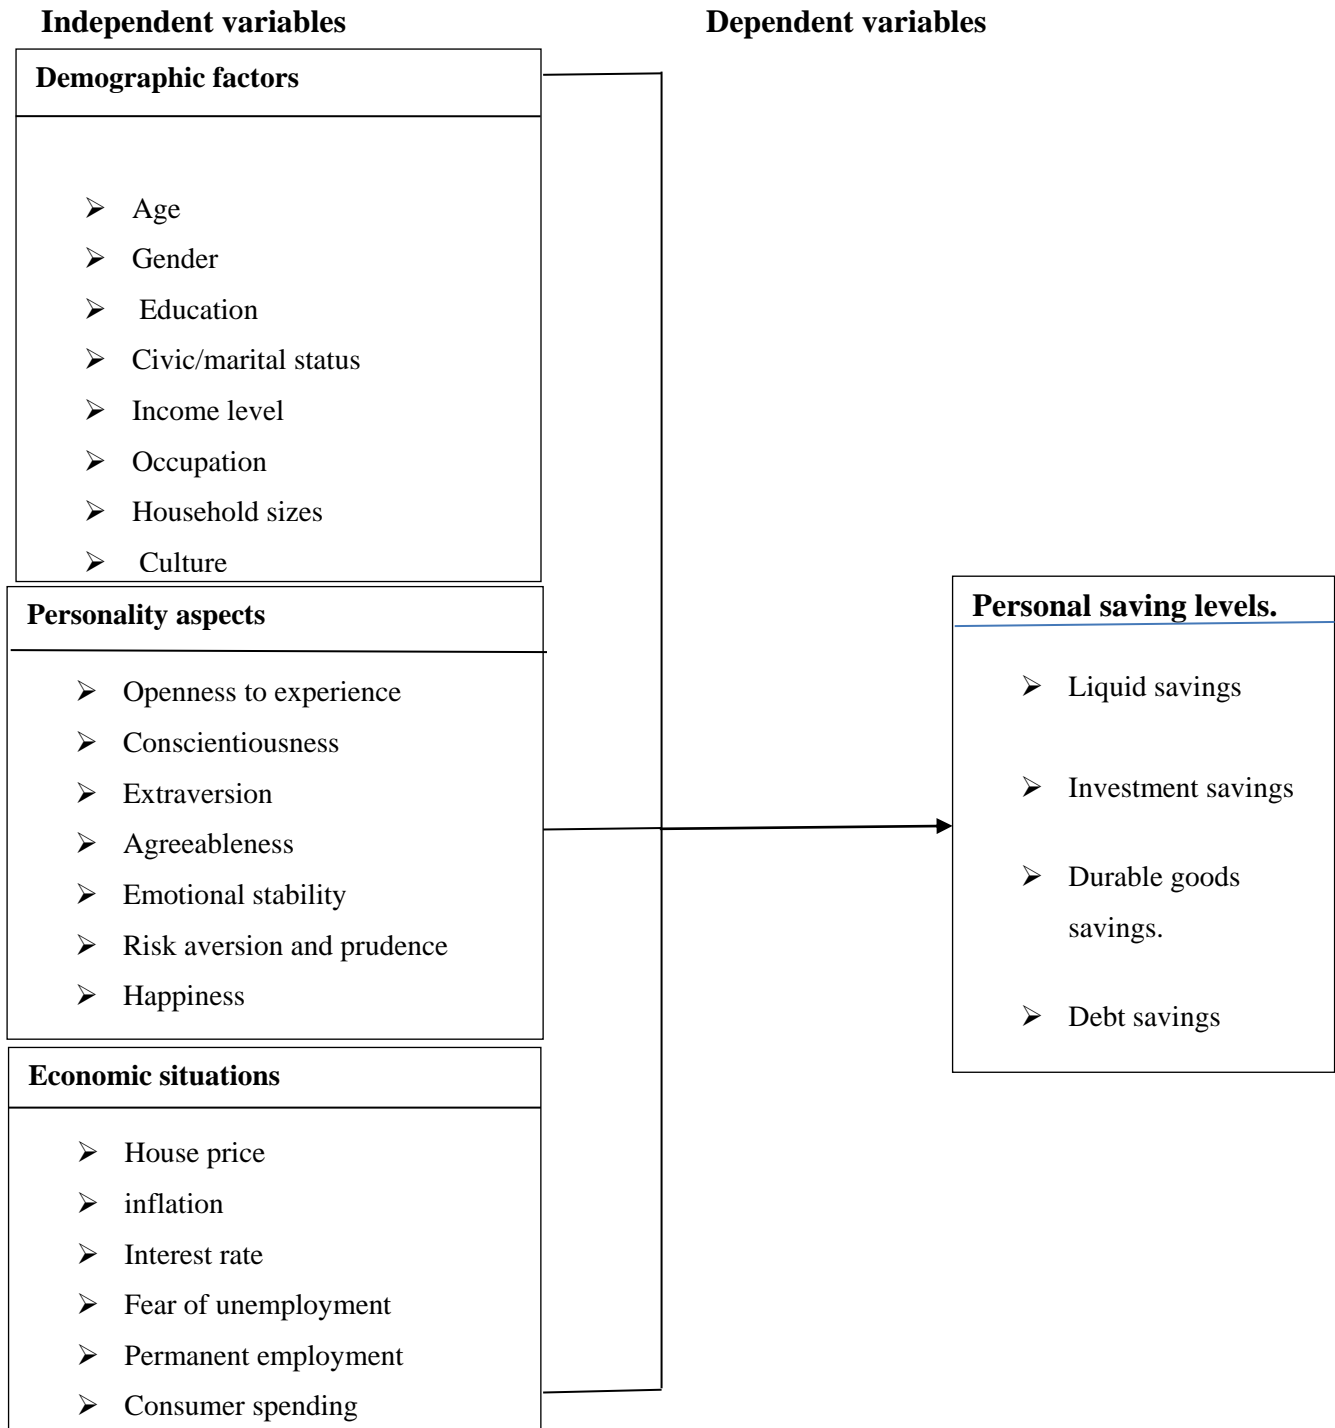 Independent variables
Dependent variables
Demographic factors
➢ Age
➢ Gender
➢ Education
➢ Civic/marital status
➢ Income level
➢ Occupation
➢ Household sizes
➢ Culture
Personality aspects
➢ Openness to experience
➢ Conscientiousness
➢ Extraversion
➢ Agreeableness
➢ Emotional stability
➢ Risk aversion and prudence
➢ Happiness
Economic situations
➢ House price
➢ inflation
➢ Interest rate
➢ Fear of unemployment
➢ Permanent employment
➢ Consumer spending
Personal saving levels.
➢ Liquid savings
➢ Investment savings
➢ Durable goods
savings.
➢ Debt savings